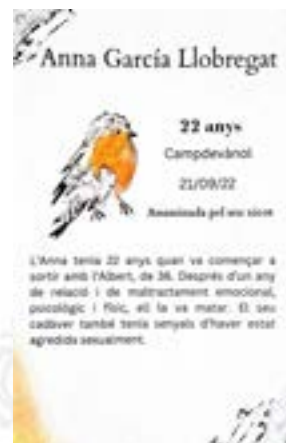 Anna García Llobregat
22 anys
Campdevànol
21/09/22
Assassinada pel seu xicot
L'Anna tenia 22 anys quan va començar a
sortir amb l'Albert, de 36. Després d'un any
de relació i de maltractament emocional,
psicològic i físic, ell la va matar. El seu
cadàver també tenia senyals d'haver estat
agredida sexualment.